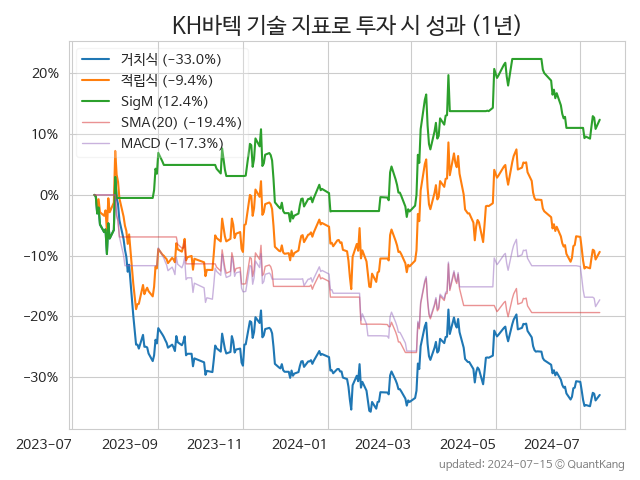 KH바텍 기술 지표로 투자 시 성과 (1년)
거치식 (−33.0%)
적립식 (−9.4%)
SigM (12.4%)
SMA(20) (−19.4%)
MACD (−17.3%)
20%
10%
0%
−10%
−20%
−30%
2023-07 2023-09 2023-11 2024-01 2024-03 2024-05 2024-07
updated: 2024-07-15 © QuantKang